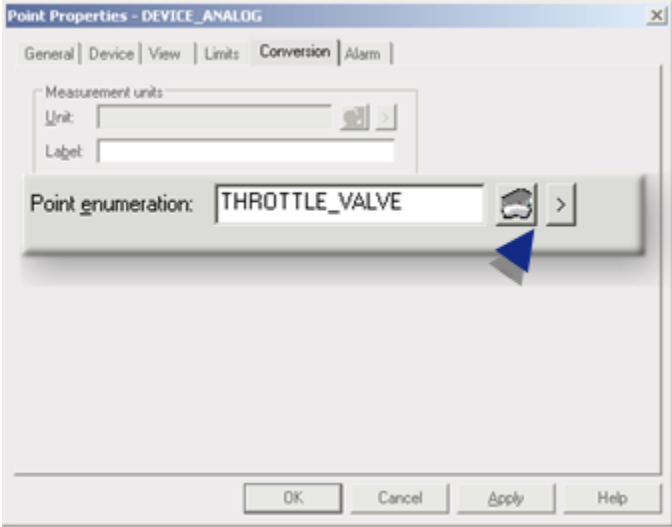 Point Properties - DEVICE_ANALOG
General Device View Limits Conversion Alarm
Measurement units
Unit:
Label:
Point enumeration: THROTTLE_VALVE >
OK Cancel Apply Help